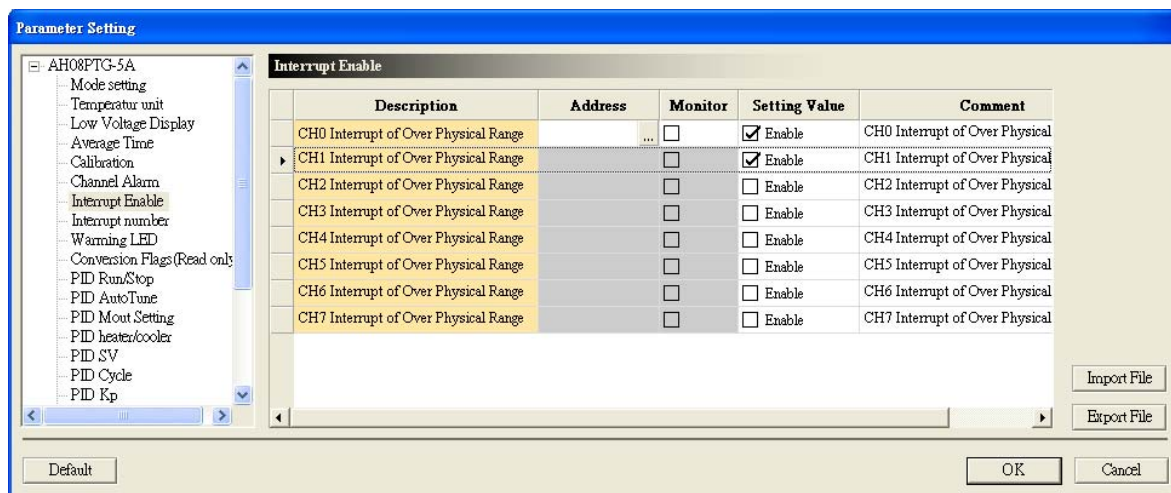 Parameter Setting
AH08PTG-5A
Mode setting
Temperatur unit
Low Voltage Display
Average Time
Calibration
Channel Alarm
Interrupt Enable
Interrupt number
Warming LED
Conversion Flags(Read only
PID Run/Stop
PID AutoTune
PID Mout Setting
PID heater/cooler
PID SV
PID Cycle
PID Kp
Interrupt Enable
Description Address Monitor Setting Value Comment
CH0 Interrupt of Over Physical Range ... Enable CH0 Interrupt of Over Physical
CH1 Interrupt of Over Physical Range Enable CH1 Interrupt of Over Physical
CH2 Interrupt of Over Physical Range Enable CH2 Interrupt of Over Physical
CH3 Interrupt of Over Physical Range Enable CH3 Interrupt of Over Physical
CH4 Interrupt of Over Physical Range Enable CH4 Interrupt of Over Physical
CH5 Interrupt of Over Physical Range Enable CH5 Interrupt of Over Physical
CH6 Interrupt of Over Physical Range Enable CH6 Interrupt of Over Physical
CH7 Interrupt of Over Physical Range Enable CH7 Interrupt of Over Physical
Import File
Export File
Default OK Cancel